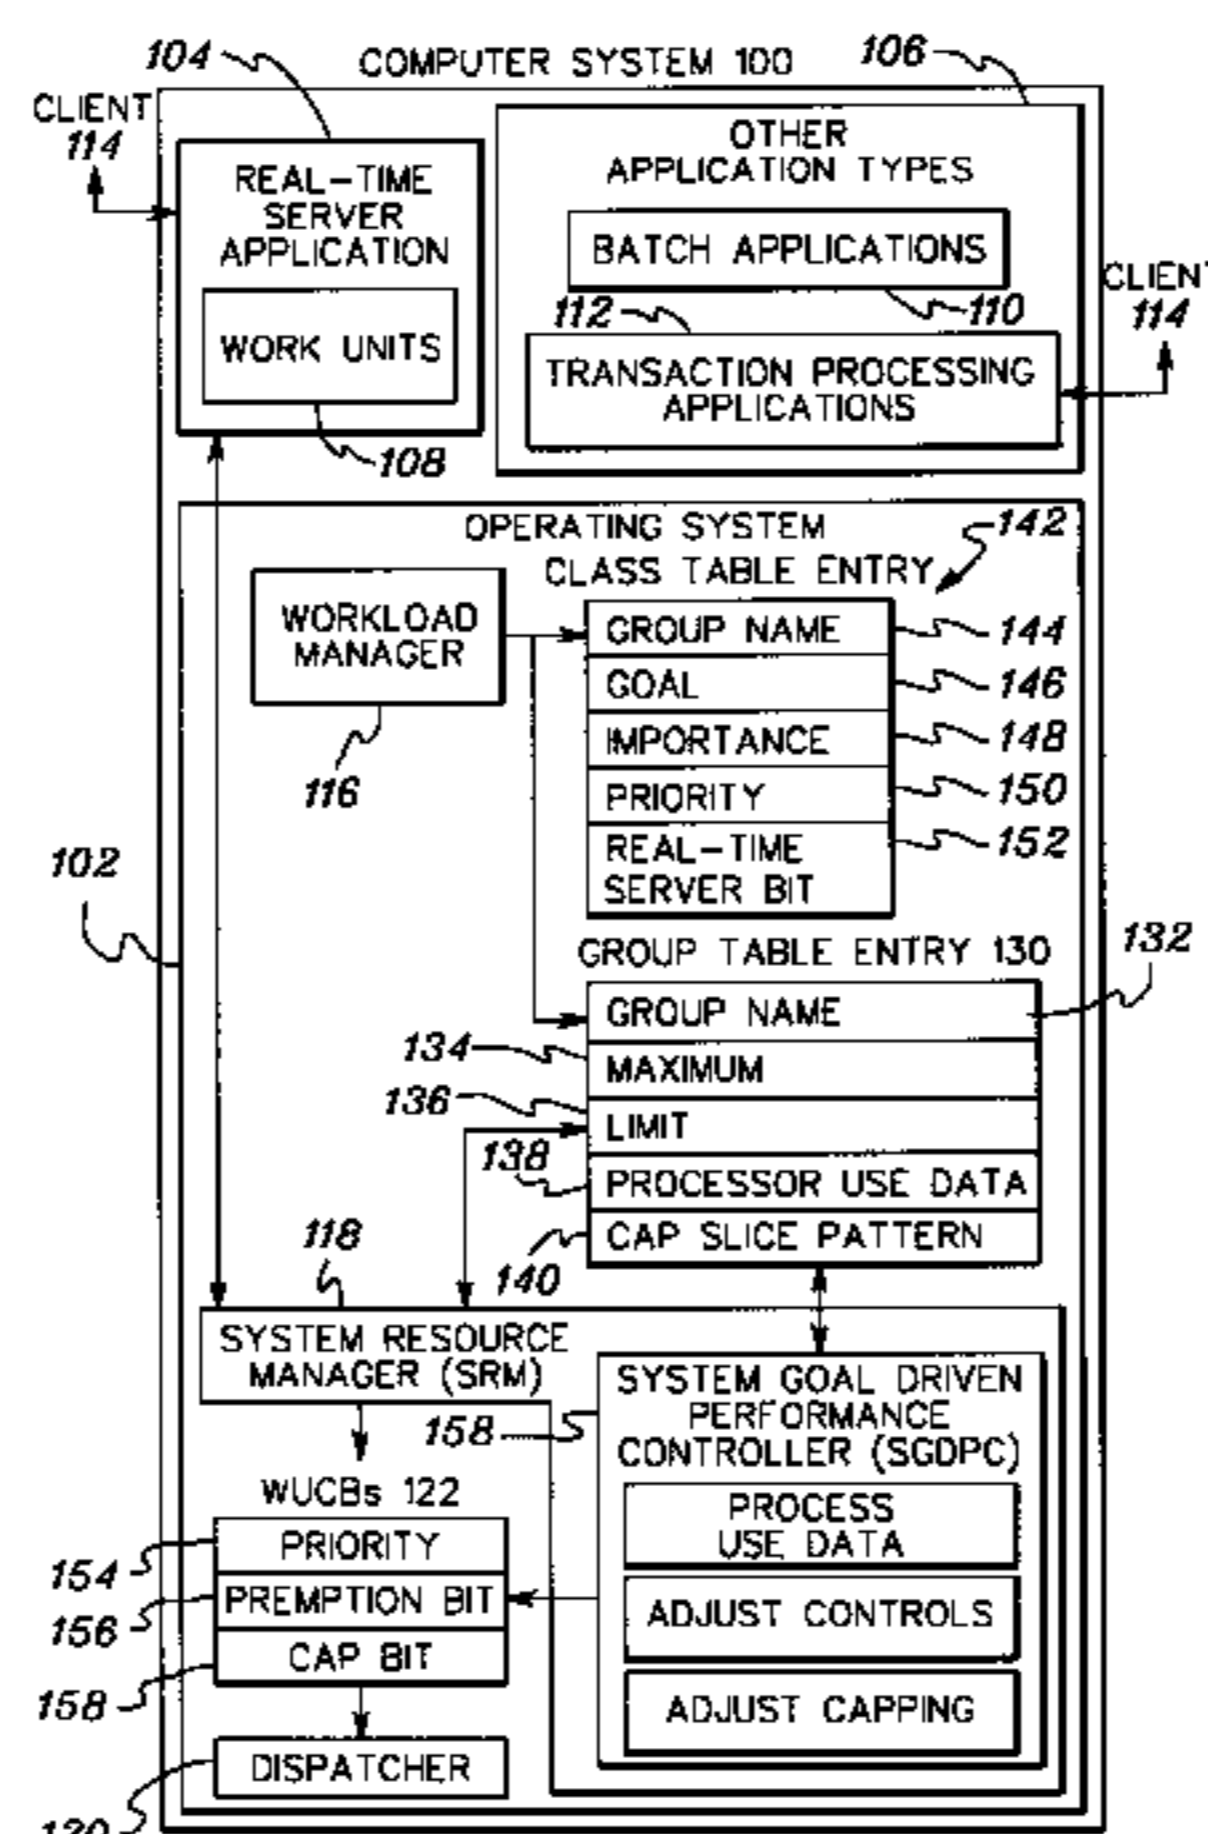 COMPUTER SYSTEM 100
104
106
CLIENT
114
REAL-TIME
SERVER
APPLICATION
WORK UNITS
108
OTHER
APPLICATION TYPES
BATCH APPLICATIONS
110
112
TRANSACTION PROCESSING
APPLICATIONS
114
OPERATING SYSTEM
142
CLASS TABLE ENTRY
WORKLOAD
MANAGER
116
GROUP NAME
144
GOAL
146
IMPORTANCE
148
PRIORITY
150
REAL-TIME
SERVER BIT
152
102
GROUP TABLE ENTRY 130
132
GROUP NAME
134
MAXIMUM
136
LIMIT
138
PROCESSOR USE DATA
CAP SLICE PATTERN
140
118
SYSTEM RESOURCE
MANAGER (SRM)
158
SYSTEM GOAL DRIVEN
PERFORMANCE
CONTROLLER (SGDPC)
PROCESS
USE DATA
ADJUST CONTROLS
ADJUST CAPPING
WUCBs 122
PRIORITY
154
PREMPTION BIT
156
CAP BIT
158
DISPATCHER